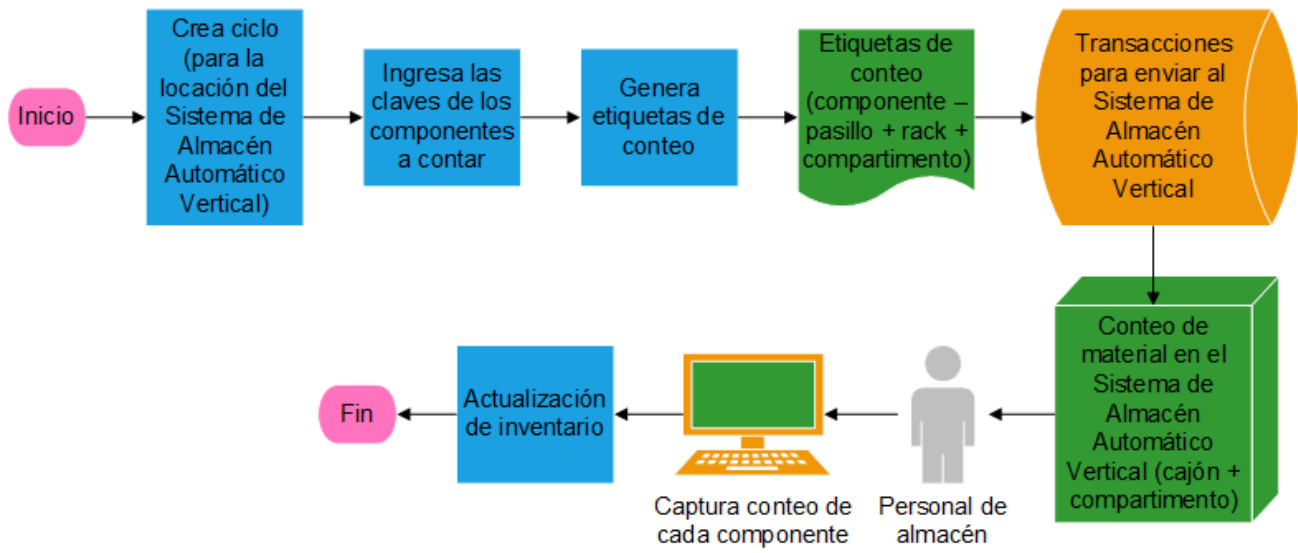 Inicio
Crea ciclo
(para la
locación del
Sistema de
Almacén
Automático
Vertical)
Ingresa las
claves de los
componentes
a contar
Genera
etiquetas de
conteo
Etiquetas de
conteo
(componente –
pasillo + rack +
compartimento)
Transacciones
para enviar al
Sistema de
Almacén
Automático
Vertical
Conteo de
material en el
Sistema de
Almacén
Automático
Vertical (cajón +
compartimento)
Personal de
almacén
Captura conteo de
cada componente
Actualización
de inventario
Fin